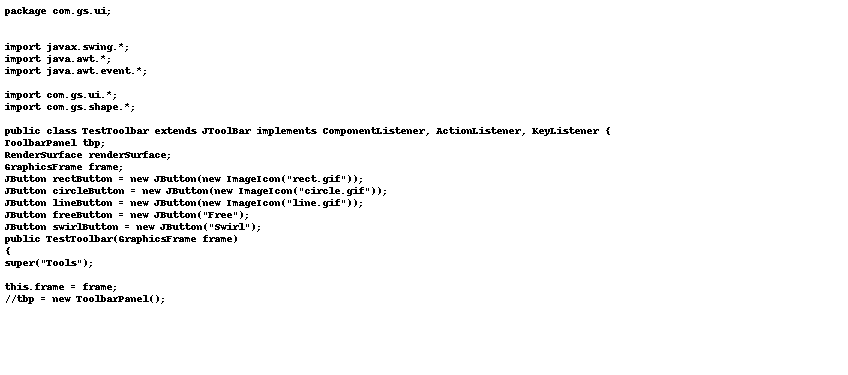 package com.gs.ui;
import javax.swing.*;
import java.awt.*;
import java.awt.event.*;
import com.gs.ui.*;
import com.gs.shape.*;
public class TestToolbar extends JToolBar implements ComponentListener, ActionListener, KeyListener {
ToolbarPanel tbp;
RenderSurface renderSurface;
GraphicsFrame frame;
JButton rectButton = new JButton(new ImageIcon("rect.gif"));
JButton circleButton = new JButton(new ImageIcon("circle.gif"));
JButton lineButton = new JButton(new ImageIcon("line.gif"));
JButton freeButton = new JButton("Free");
JButton swirlButton = new JButton("Swirl");
public TestToolbar(GraphicsFrame frame)
{
super("Tools");
this.frame = frame;
//tbp = new ToolbarPanel();